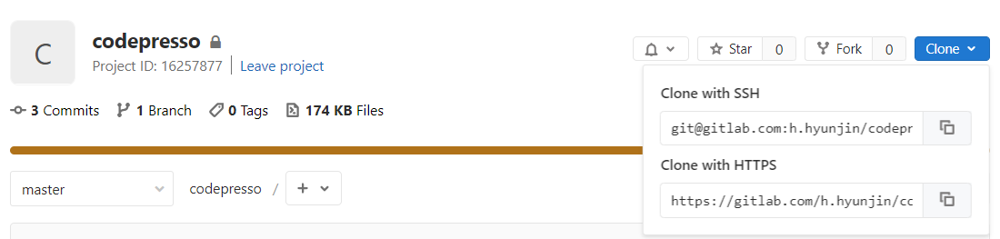 C
codepresso
Project ID: 16257877 Leave project
Star 0 Fork 0 Clone
3 Commits 1 Branch 0 Tags 174 KB Files
Clone with SSH
git@gitlab.com:h.hyunjin/codepr
Clone with HTTPS
https://gitlab.com/h.hyunjin/cc
master codepresso / +